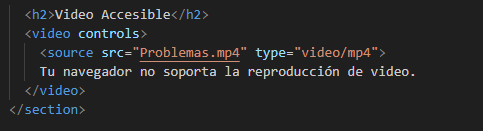 <h2>Video Accesible</h2>
<video controls>
<source src="Problemas.mp4" type="video/mp4">
Tu navegador no soporta la reproducción de video.
</video>
</section>